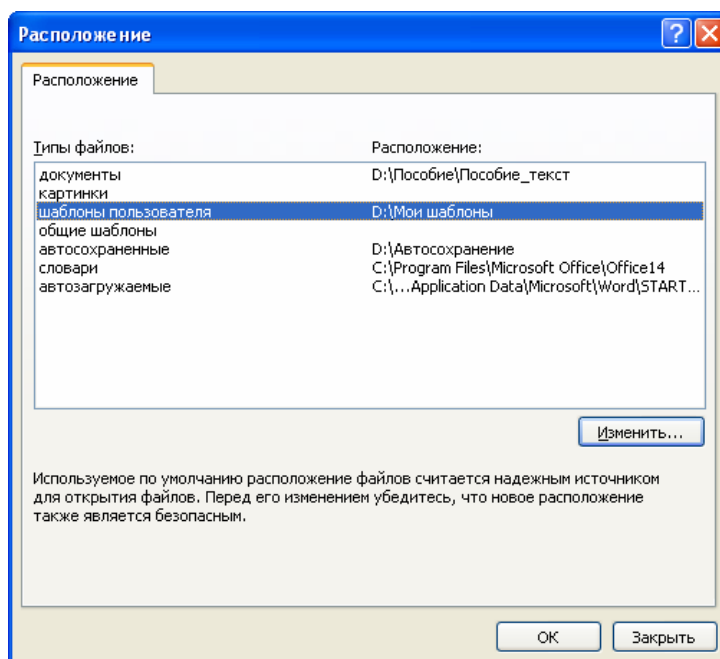 Расположение
Расположение
Типы файлов: Расположение:
документы D:\Пособие\Пособие_текст
картинки
шаблоны пользователя D:\Мои шаблоны
общие шаблоны
автосохраненные D:\Автосохранение
словари C:\Program Files\Microsoft Office\Office14
автозагружаемые C:\...Application Data\Microsoft\Word\START...
Изменить...
Используемое по умолчанию расположение файлов считается надежным источником
для открытия файлов. Перед его изменением убедитесь, что новое расположение
также является безопасным.
ОК Закрыть